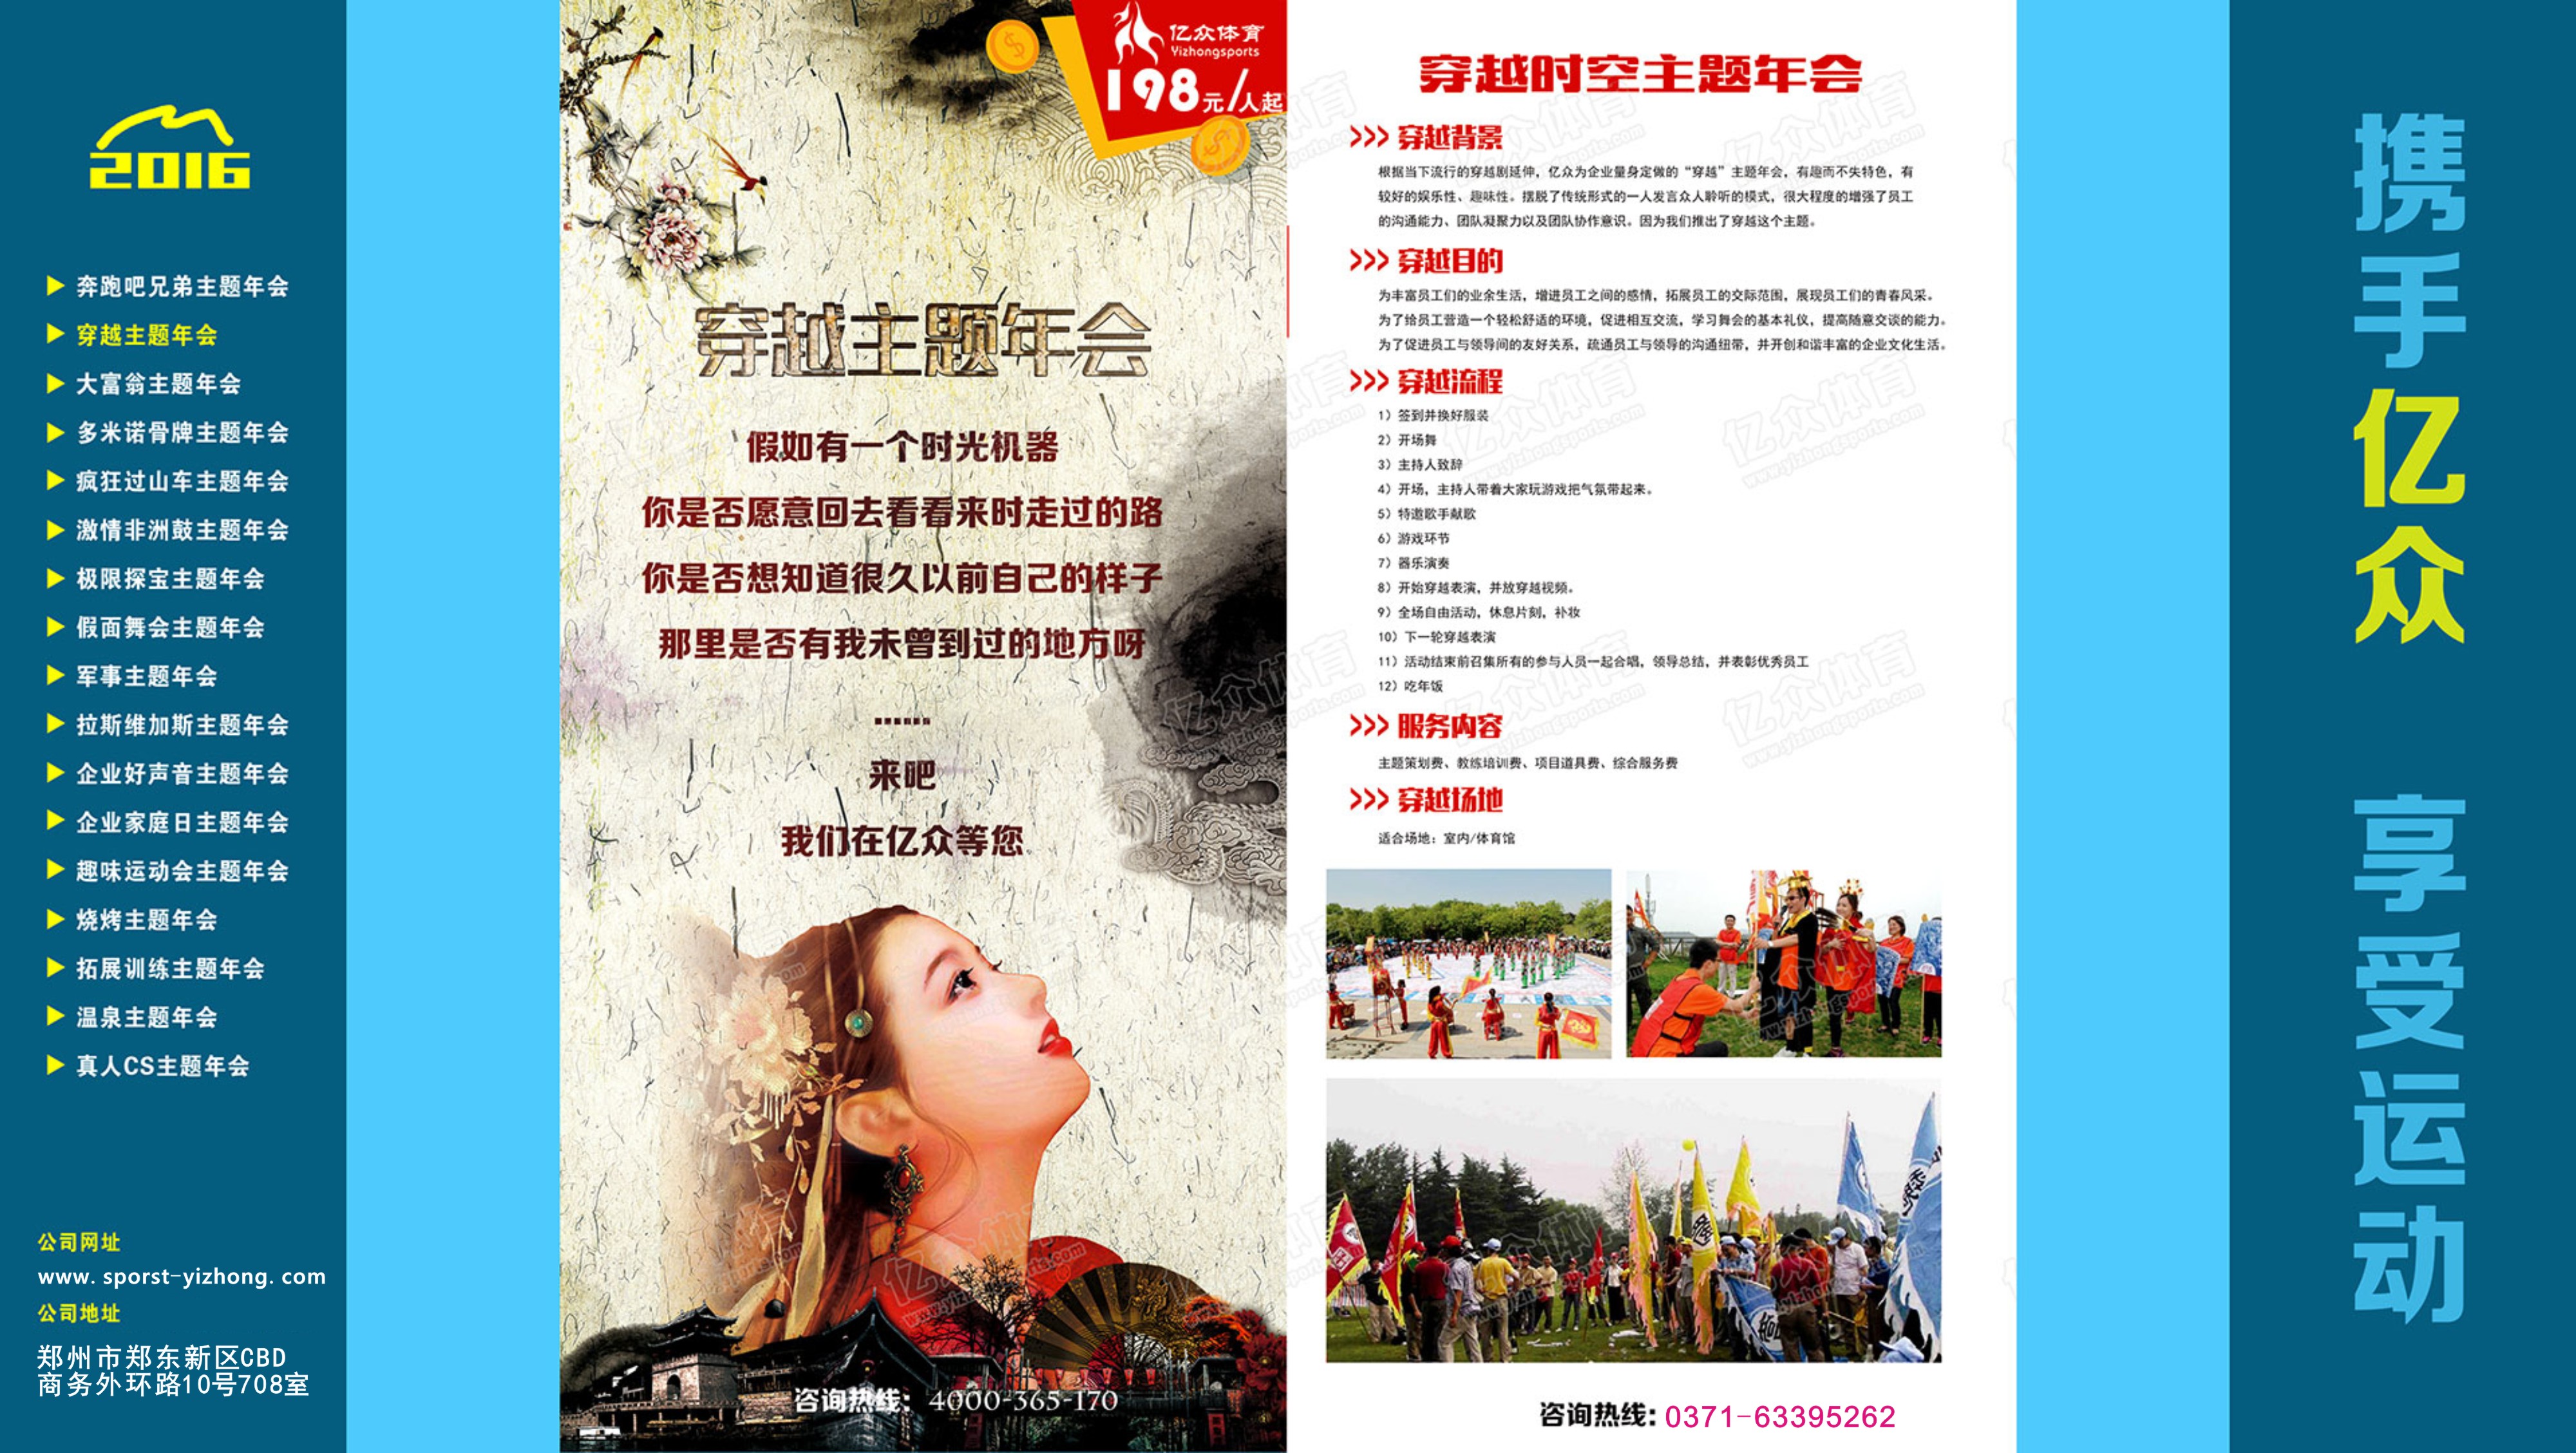 2016
奔跑吧兄弟主题年会
穿越主题年会
大富翁主题年会
多米诺骨牌主题年会
疯狂过山车主题年会
激情非洲鼓主题年会
极限探宝主题年会
假面舞会主题年会
军事主题年会
拉斯维加斯主题年会
企业好声音主题年会
企业家庭日主题年会
趣味运动会主题年会
烧烤主题年会
拓展训练主题年会
温泉主题年会
真人CS主题年会
公司网址
www.sporst-yizhong.com
公司地址
郑州市郑东新区CBD
商务外环路10号708室
亿众体育
Yizhongsports
198元/人起
穿越主题年会
假如有一个时光机器
你是否愿意回去看看来时走过的路
你是否想知道很久以前自己的样子
那里是否有我未曾到过的地方呀
......
来吧
我们在亿众等您
咨询热线：4000-365-170
穿越时空主题年会
>>> 穿越背景
根据当下流行的穿越剧延伸，亿众为企业量身定做的“穿越”主题年会，有趣而不失特色，有
较好的娱乐性、趣味性。摆脱了传统形式的一人发言众人聆听的模式，很大程度的增强了员工
的沟通能力、团队凝聚力以及团队协作意识。因为我们推出了穿越这个主题。
>>> 穿越目的
为丰富员工们的业余生活，增进员工之间的感情，拓展员工的交际范围，展现员工们的青春风采。
为了给员工营造一个轻松舒适的环境，促进相互交流，学习舞会的基本礼仪，提高随意交谈的能力。
为了促进员工与领导间的友好关系，疏通员工与领导的沟通纽带，并开创和谐丰富的企业文化生活。
>>> 穿越流程
1）签到并换好服装
2）开场舞
3）主持人致辞
4）开场，主持人带着大家玩游戏把气氛带起来。
5）特邀歌手献歌
6）游戏环节
7）器乐演奏
8）开始穿越表演，并放穿越视频。
9）全场自由活动，休息片刻，补妆
10）下一轮穿越表演
11）活动结束前召集所有的参与人员一起合唱，领导总结，并表彰优秀员工
12）吃年饭
>>> 服务内容
主题策划费、教练培训费、项目道具费、综合服务费
>>> 穿越场地
适合场地：室内/体育馆
亿众体育
www.yizhongsports.com
咨询热线：0371-63395262
携手亿众 享受运动